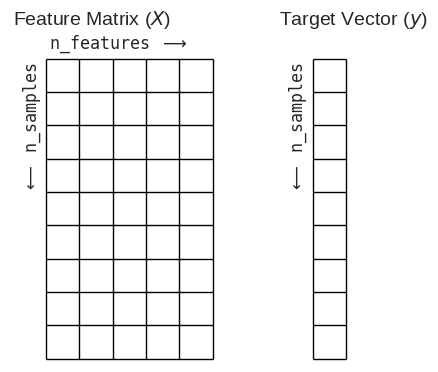 Feature Matrix (X)
n_features ⟶
⟵ n_samples
Target Vector (y)
⟵ n_samples